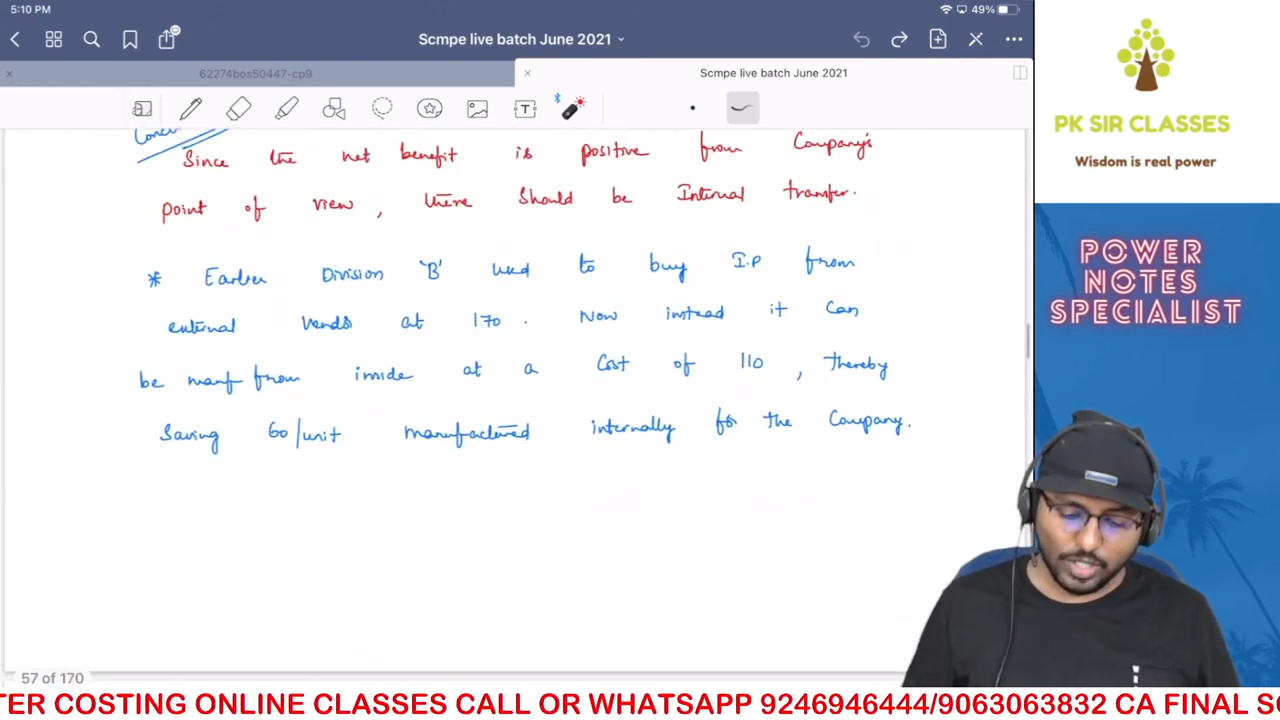 5:10 PM
49%
Scmpe live batch June 2021
62274bos50447-cp9
Scmpe live batch June 2021
Since the net benefit is positive from Company's
point of view, there should be Internal transfer.
* Earlier Division 'B' used to buy I.P from
external vends at 170. Now instead it can
be manf from inside at a cost of 110, thereby
Saving 60/unit manufactured internally for the Company.
57 of 170
PK SIR CLASSES
Wisdom is real power
POWER
NOTES
SPECIALIST
TER COSTING ONLINE CLASSES CALL OR WHATSAPP 9246946444/9063063832 CA FINAL S